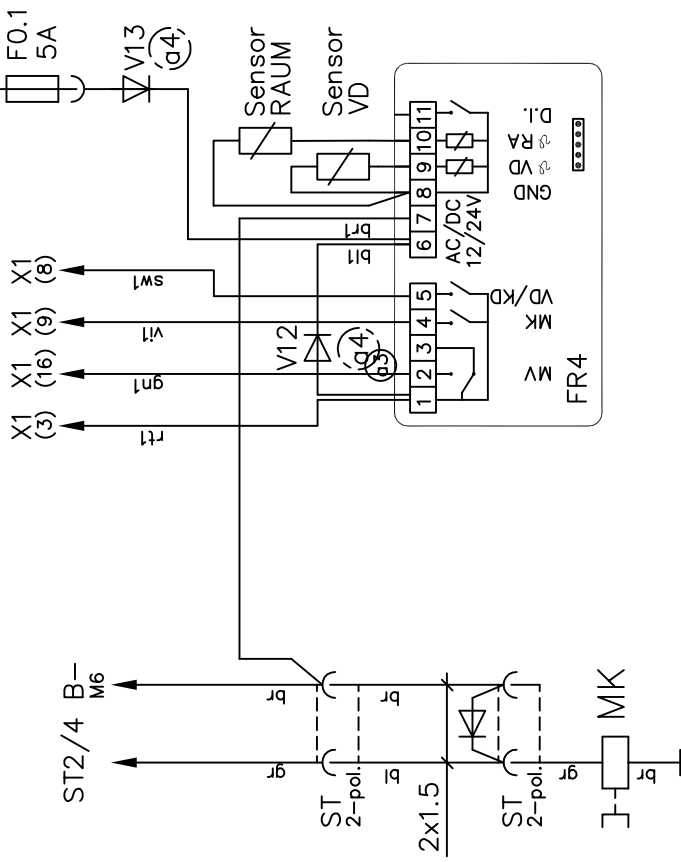 F0.1
5A
V13
a4
Sensor
RAUM
Sensor
VD
X1
(8)
X1
(9)
X1
(16)
X1
(3)
sw1
vi1
gn1
rt1
br1
bl1
V12
a4
a3
11
10
9
8
7
6
5
4
3
2
1
D.I.
RA
VD
GND
AC/DC
12/24V
VD/KD
MK
MV
FR4
ST2/4
B-
M6
br
gr
ST
2-pol.
br
bl
2x1.5
ST
2-pol.
gr
br
MK